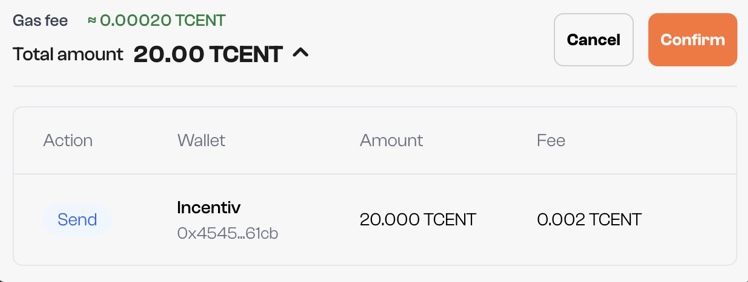 Gas fee ≈ 0.00020 TCENT
Total amount 20.00 TCENT
Cancel Confirm
Action Wallet Amount Fee
Send Incentiv 20.000 TCENT 0.002 TCENT
0x4545...61cb